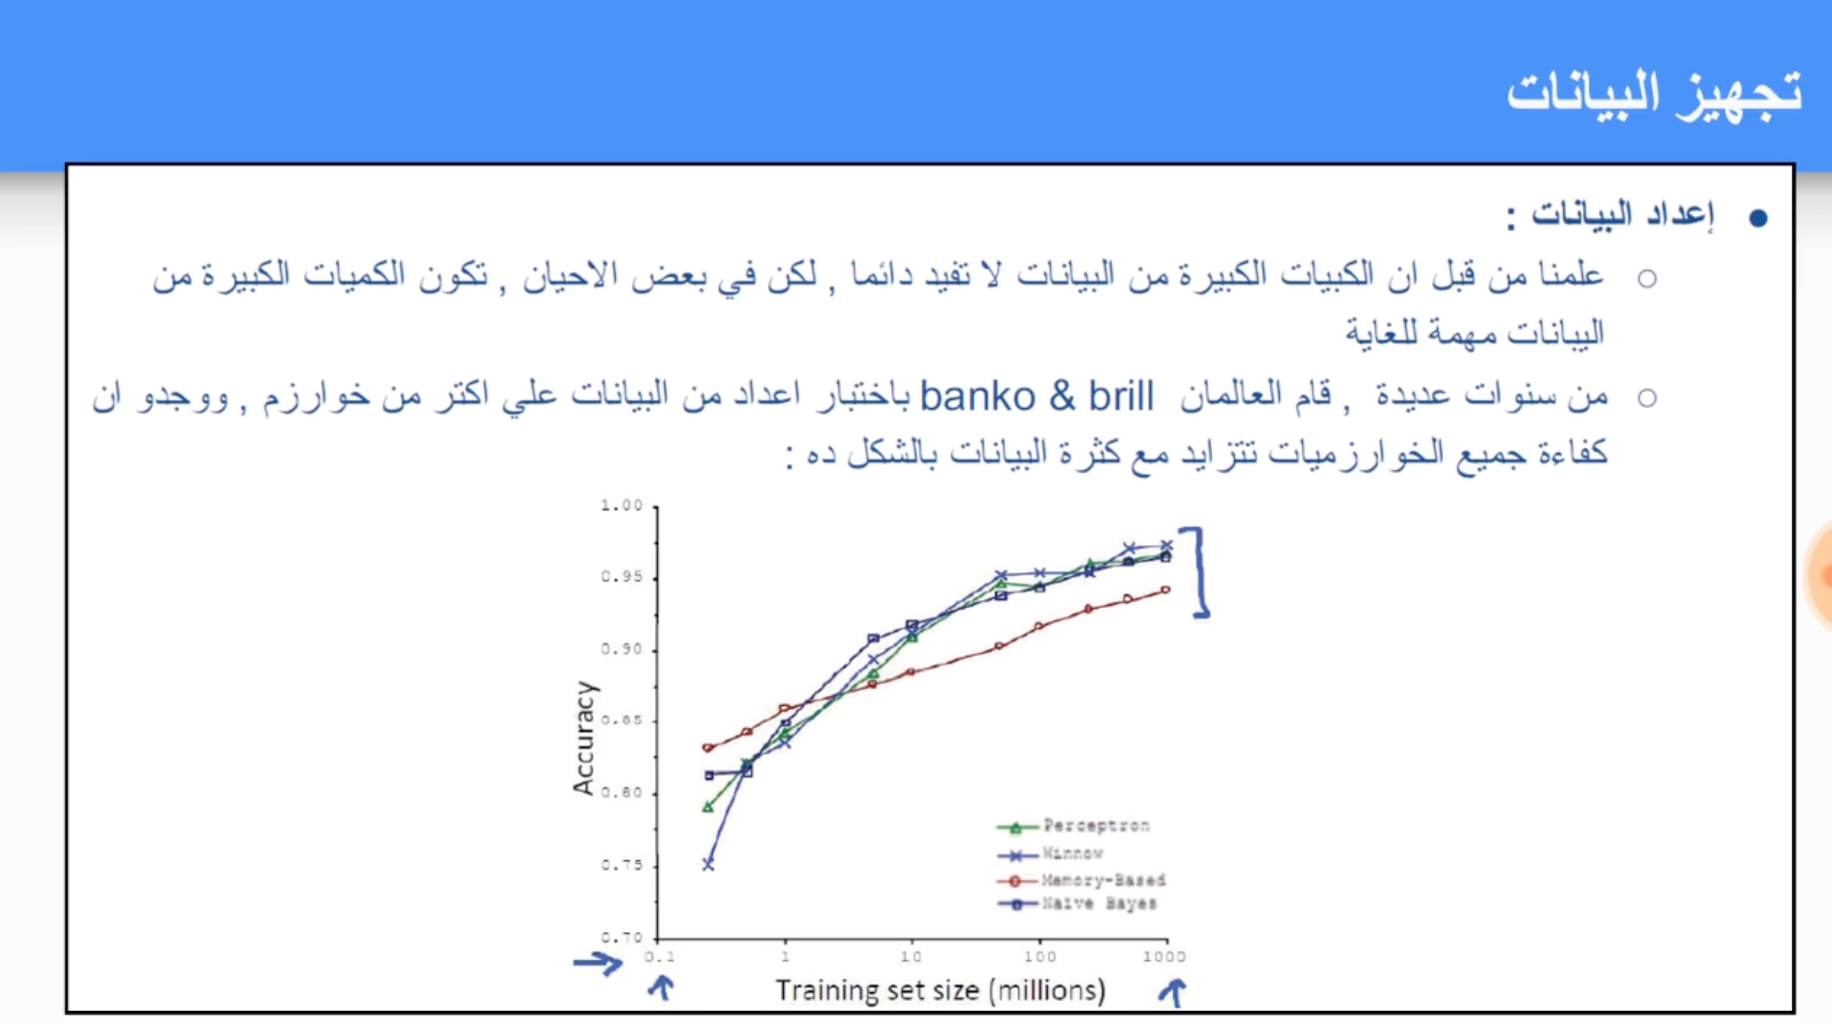 تجهيز البيانات
إعداد البيانات :
علمنا من قبل ان الكبيات الكبيرة من البيانات لا تفيد دائما , لكن في بعض الاحيان , تكون الكميات الكبيرة من
البيانات مهمة للغاية
من سنوات عديدة , قام العالمان banko & brill باختبار اعداد من البيانات علي اكتر من خوارزم , ووجدو ان
كفاءة جميع الخوارزميات تتزايد مع كثرة البيانات بالشكل ده :
1.00
0.95
0.90
0.85
0.80
0.75
0.70
Accuracy
Perceptron
Winnow
Memory-Based
Naive Bayes
0.1 1 10 100 1000
Training set size (millions)